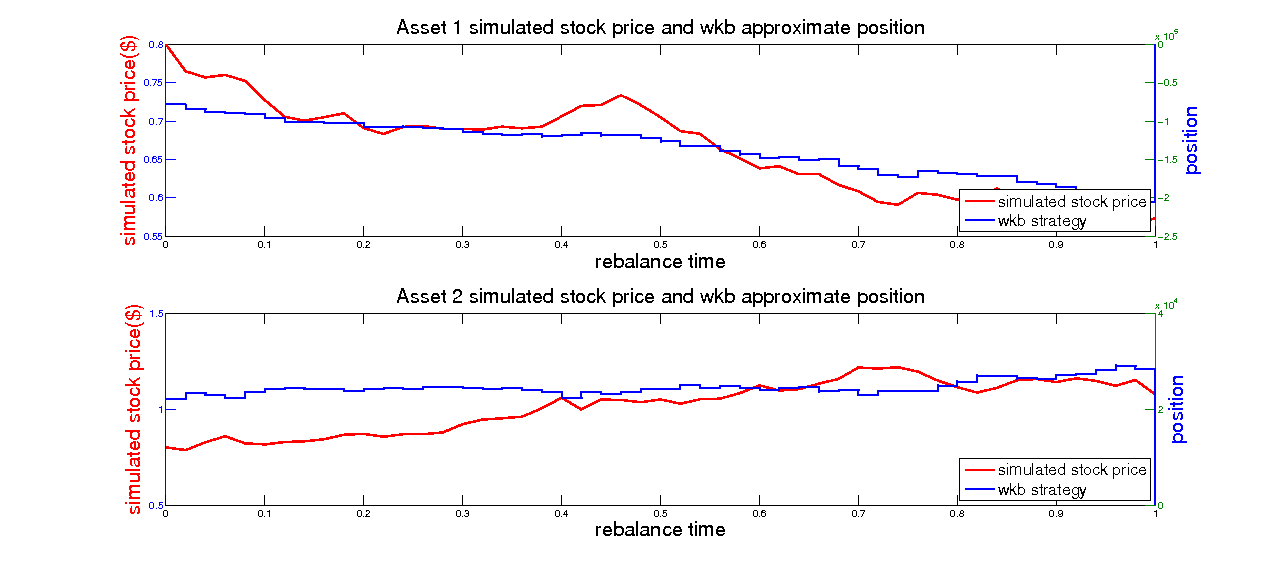 Asset 1 simulated stock price and wkb approximate position
x 10^5
simulated stock price($)
0.8
0.75
0.7
0.65
0.6
0.55
0
-0.5
-1
-1.5
-2
-2.5
position
simulated stock price
wkb strategy
0 0.1 0.2 0.3 0.4 0.5 0.6 0.7 0.8 0.9 1
rebalance time
Asset 2 simulated stock price and wkb approximate position
x 10^4
simulated stock price($)
1.5
1
0.5
4
2
0
position
simulated stock price
wkb strategy
0 0.1 0.2 0.3 0.4 0.5 0.6 0.7 0.8 0.9 1
rebalance time